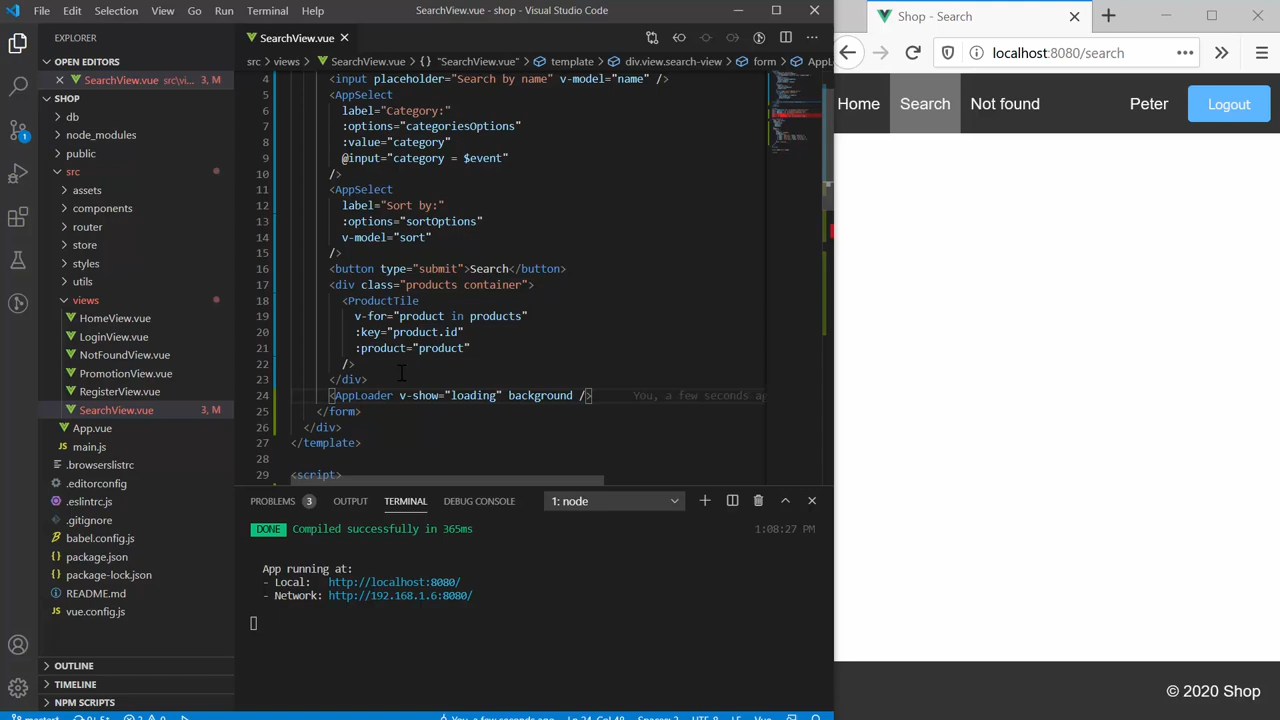 File Edit Selection View Go Run Terminal Help SearchView.vue - shop - Visual Studio Code
EXPLORER
OPEN EDITORS
SearchView.vue src\vi... 3, M
SHOP
db
node_modules
public
src
assets
components
router
store
styles
utils
views
HomeView.vue
LoginView.vue
NotFoundView.vue
PromotionView.vue
RegisterView.vue
SearchView.vue 3, M
App.vue
main.js
.browserslistrc
.editorconfig
.eslintrc.js
.gitignore
babel.config.js
package.json
package-lock.json
README.md
vue.config.js
OUTLINE
TIMELINE
NPM SCRIPTS
1
SearchView.vue
src > views > SearchView.vue > {} "SearchView.vue" > template > div.view.search-view > form > AppL
4 <input placeholder="Search by name" v-model="name" />
5 <AppSelect
6 label="Category:"
7 :options="categoriesOptions"
8 :value="category"
9 @input="category = $event"
10 />
11 <AppSelect
12 label="Sort by:"
13 :options="sortOptions"
14 v-model="sort"
15 />
16 <button type="submit">Search</button>
17 <div class="products container">
18 <ProductTile
19 v-for="product in products"
20 :key="product.id"
21 :product="product"
22 />
23 </div>
24 <AppLoader v-show="loading" background /> You, a few seconds ag
25 </form>
26 </div>
27 </template>
28
29 <script>
PROBLEMS 3 OUTPUT TERMINAL DEBUG CONSOLE 1: node
DONE Compiled successfully in 365ms 1:08:27 PM
App running at:
- Local: http://localhost:8080/
- Network: http://192.168.1.6:8080/
Shop - Search
localhost:8080/search
Home Search Not found Peter Logout
© 2020 Shop